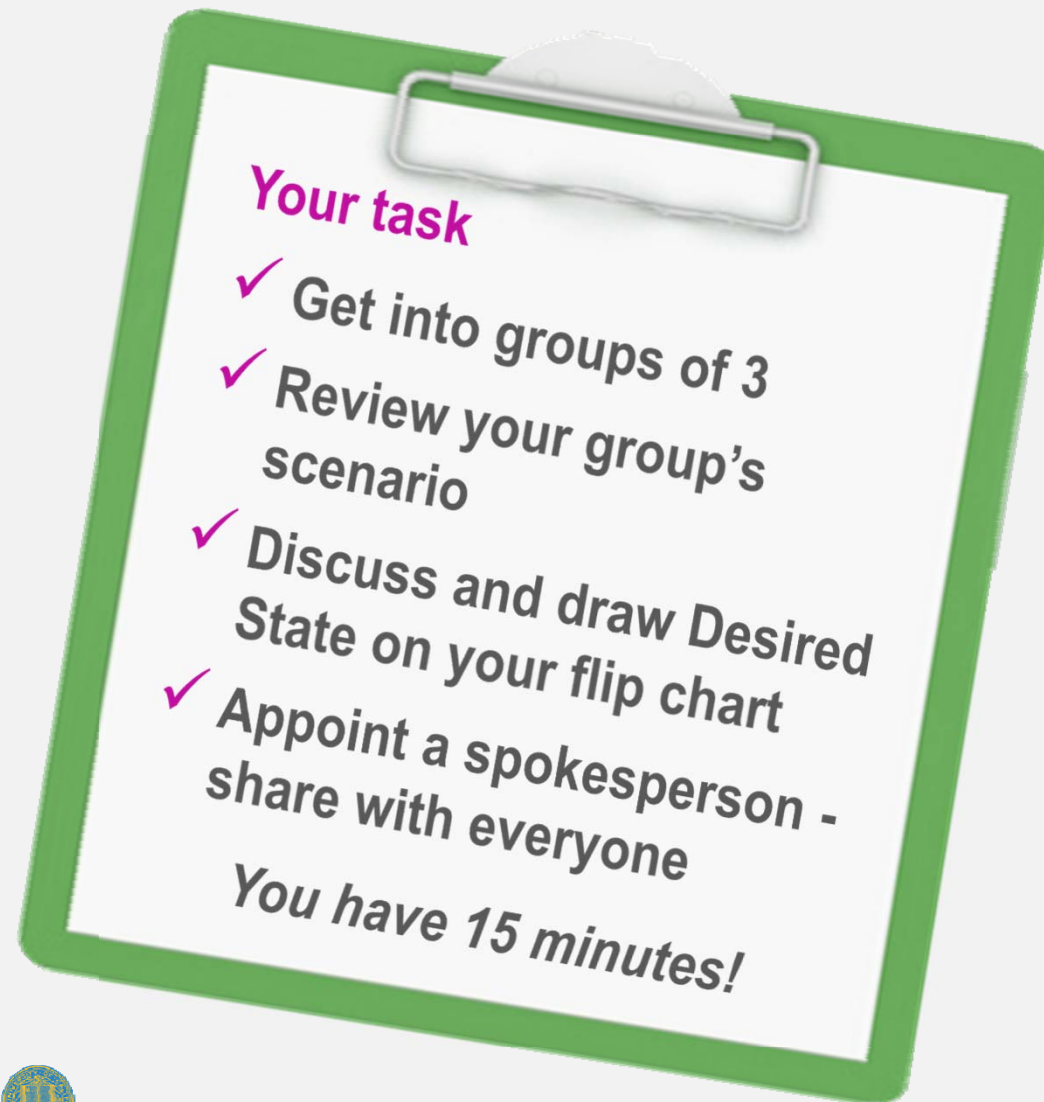 Your task
✓ Get into groups of 3
✓ Review your group’s
scenario
✓ Discuss and draw Desired
State on your flip chart
✓ Appoint a spokesperson -
share with everyone
You have 15 minutes!